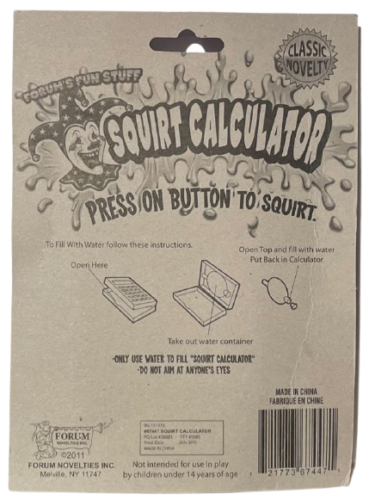 CLASSIC
NOVELTY
FORUM'S FUN STUFF
SQUIRT CALCULATOR
PRESS ON BUTTON TO SQUIRT.
To Fill With Water follow these instructions.
Open Here
Open Top and fill with water
Put Back in Calculator
Take out water container
•ONLY USE WATER TO FILL "SQUIRT CALCULATOR"
•DO NOT AIM AT ANYONE'S EYES
MADE IN CHINA
FABRIQUÉ EN CHINE
SQUIRT CALCULATOR
FORUM
©2011
FORUM NOVELTIES INC.
Melville, NY 11747
Not intended for use in play
by children under 14 years of age
21773 67447